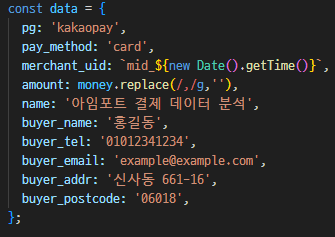 const data = {
pg: 'kakaopay',
pay_method: 'card',
merchant_uid: `mid_${new Date().getTime()}`,
amount: money.replace(/,/g,''),
name: '아임포트 결제 데이터 분석',
buyer_name: '홍길동',
buyer_tel: '01012341234',
buyer_email: 'example@example.com',
buyer_addr: '신사동 661-16',
buyer_postcode: '06018',
};